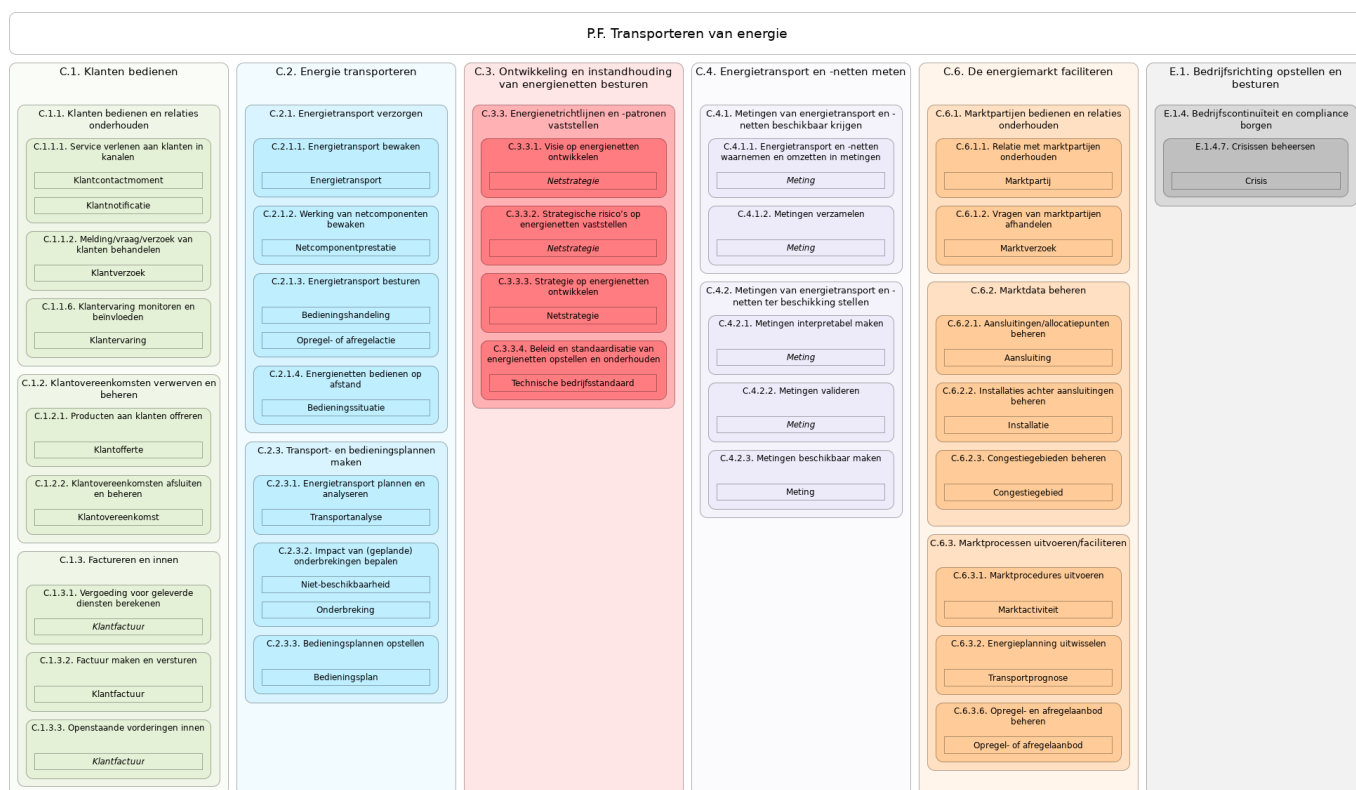 P.F. Transporteren van energie
C.1. Klanten bedienen
C.1.1. Klanten bedienen en relaties
onderhouden
C.1.1.1. Service verlenen aan klanten in
kanalen
Klantcontactmoment
Klantnotificatie
C.1.1.2. Melding/vraag/verzoek van
klanten behandelen
Klantverzoek
C.1.1.6. Klantervaring monitoren en
beïnvloeden
Klantervaring
C.1.2. Klantovereenkomsten verwerven en
beheren
C.1.2.1. Producten aan klanten offreren
Klantofferte
C.1.2.2. Klantovereenkomsten afsluiten
en beheren
Klantovereenkomst
C.1.3. Factureren en innen
C.1.3.1. Vergoeding voor geleverde
diensten berekenen
Klantfactuur
C.1.3.2. Factuur maken en versturen
Klantfactuur
C.1.3.3. Openstaande vorderingen innen
Klantfactuur
C.2. Energie transporteren
C.2.1. Energietransport verzorgen
C.2.1.1. Energietransport bewaken
Energietransport
C.2.1.2. Werking van netcomponenten
bewaken
Netcomponentprestatie
C.2.1.3. Energietransport besturen
Bedieningshandeling
Opregel- of afregelactie
C.2.1.4. Energienetten bedienen op
afstand
Bedieningssituatie
C.2.3. Transport- en bedieningsplannen
maken
C.2.3.1. Energietransport plannen en
analyseren
Transportanalyse
C.2.3.2. Impact van (geplande)
onderbrekingen bepalen
Niet-beschikbaarheid
Onderbreking
C.2.3.3. Bedieningsplannen opstellen
Bedieningsplan
C.3. Ontwikkeling en instandhouding
van energienetten besturen
C.3.3. Energienetrichtlijnen en -patronen
vaststellen
C.3.3.1. Visie op energienetten
ontwikkelen
Netstrategie
C.3.3.2. Strategische risico's op
energienetten vaststellen
Netstrategie
C.3.3.3. Strategie op energienetten
ontwikkelen
Netstrategie
C.3.3.4. Beleid en standaardisatie van
energienetten opstellen en onderhouden
Technische bedrijfsstandaard
C.4. Energietransport en -netten meten
C.4.1. Metingen van energietransport en -
netten beschikbaar krijgen
C.4.1.1. Energietransport en -netten
waarnemen en omzetten in metingen
Meting
C.4.1.2. Metingen verzamelen
Meting
C.4.2. Metingen van energietransport en -
netten ter beschikking stellen
C.4.2.1. Metingen interpretabel maken
Meting
C.4.2.2. Metingen valideren
Meting
C.4.2.3. Metingen beschikbaar maken
Meting
C.6. De energiemarkt faciliteren
C.6.1. Marktpartijen bedienen en relaties
onderhouden
C.6.1.1. Relatie met marktpartijen
onderhouden
Marktpartij
C.6.1.2. Vragen van marktpartijen
afhandelen
Marktverzoek
C.6.2. Marktdata beheren
C.6.2.1. Aansluitingen/allocatiepunten
beheren
Aansluiting
C.6.2.2. Installaties achter aansluitingen
beheren
Installatie
C.6.2.3. Congestiegebieden beheren
Congestiegebied
C.6.3. Marktprocessen uitvoeren/faciliteren
C.6.3.1. Marktprocedures uitvoeren
Marktactiviteit
C.6.3.2. Energieplanning uitwisselen
Transportprognose
C.6.3.6. Opregel- en afregelaanbod
beheren
Opregel- of afregelaanbod
E.1. Bedrijfsrichting opstellen en
besturen
E.1.4. Bedrijfscontinuïteit en compliance
borgen
E.1.4.7. Crisissen beheersen
Crisis